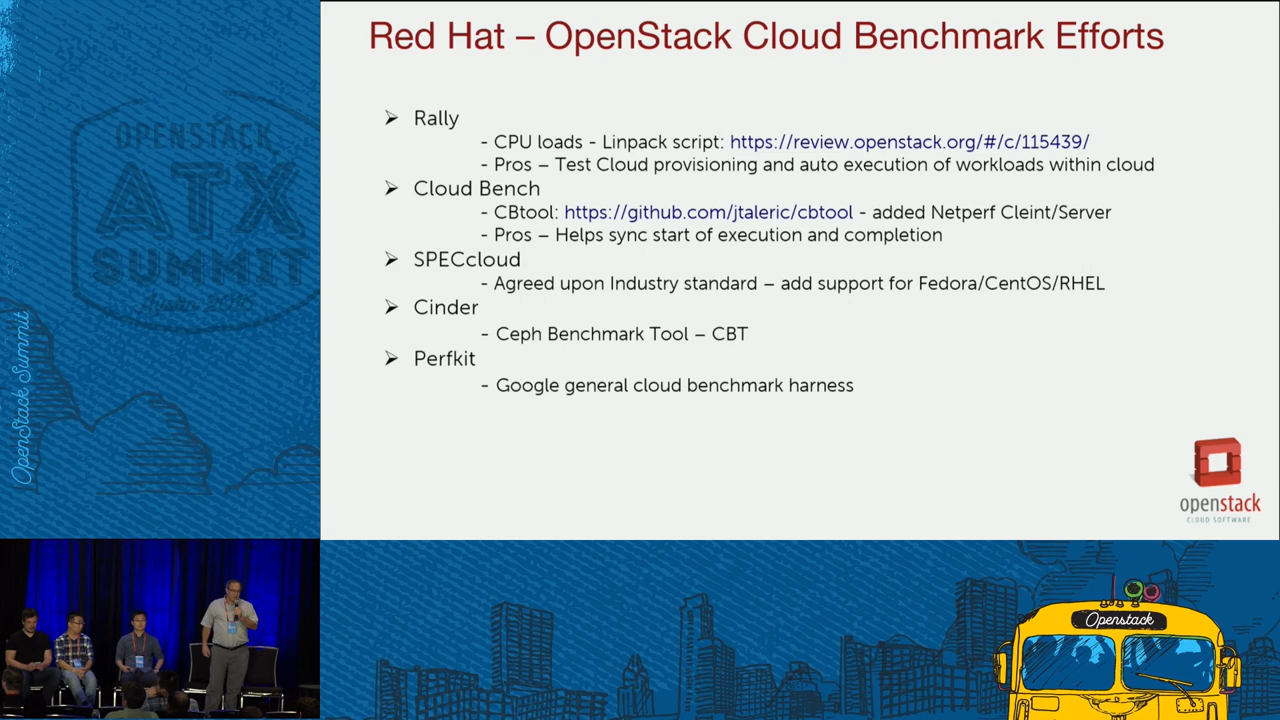 Red Hat – OpenStack Cloud Benchmark Efforts
➢ Rally
- CPU loads - Linpack script: https://review.openstack.org/#/c/115439/
- Pros – Test Cloud provisioning and auto execution of workloads within cloud
➢ Cloud Bench
- CBtool: https://github.com/jtaleric/cbtool - added Netperf Cleint/Server
- Pros – Helps sync start of execution and completion
➢ SPECcloud
- Agreed upon Industry standard – add support for Fedora/CentOS/RHEL
➢ Cinder
- Ceph Benchmark Tool – CBT
➢ Perfkit
- Google general cloud benchmark harness
openstack
CLOUD SOFTWARE
OPENSTACK
ATX
SUMMIT
OpenStack Summit
Openstack